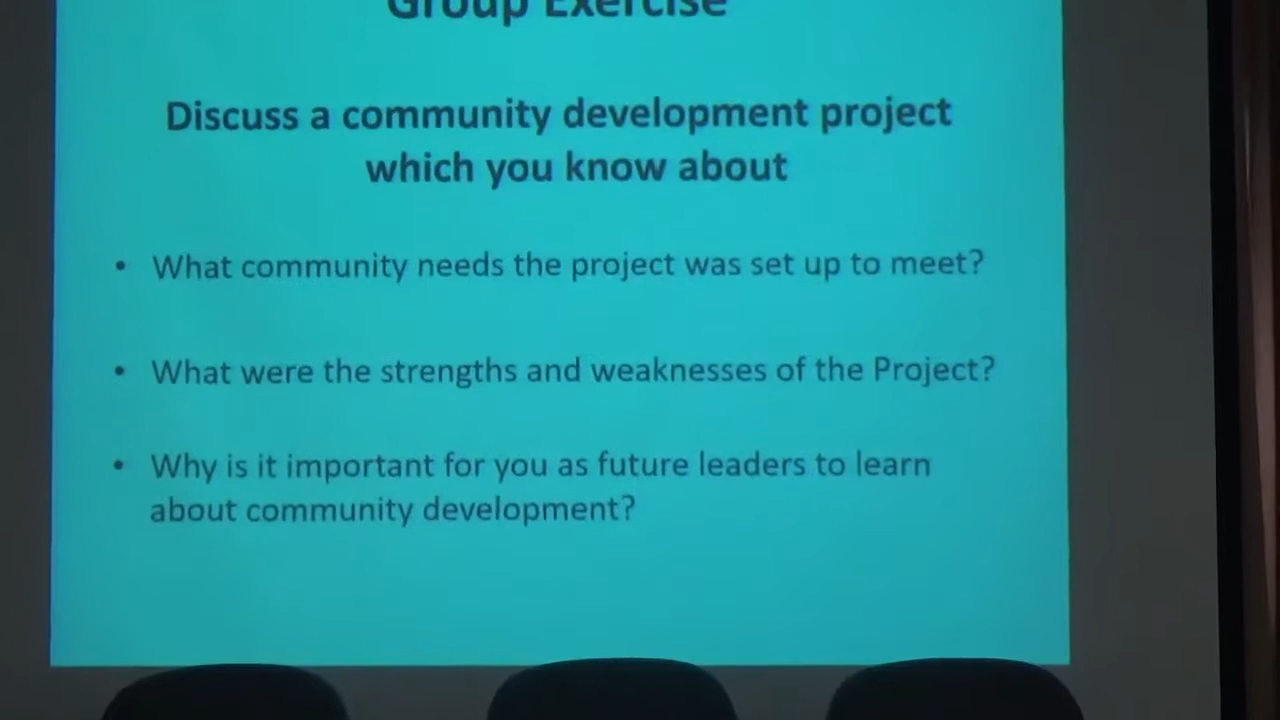 Group Exercise
Discuss a community development project
which you know about
• What community needs the project was set up to meet?
• What were the strengths and weaknesses of the Project?
• Why is it important for you as future leaders to learn
about community development?